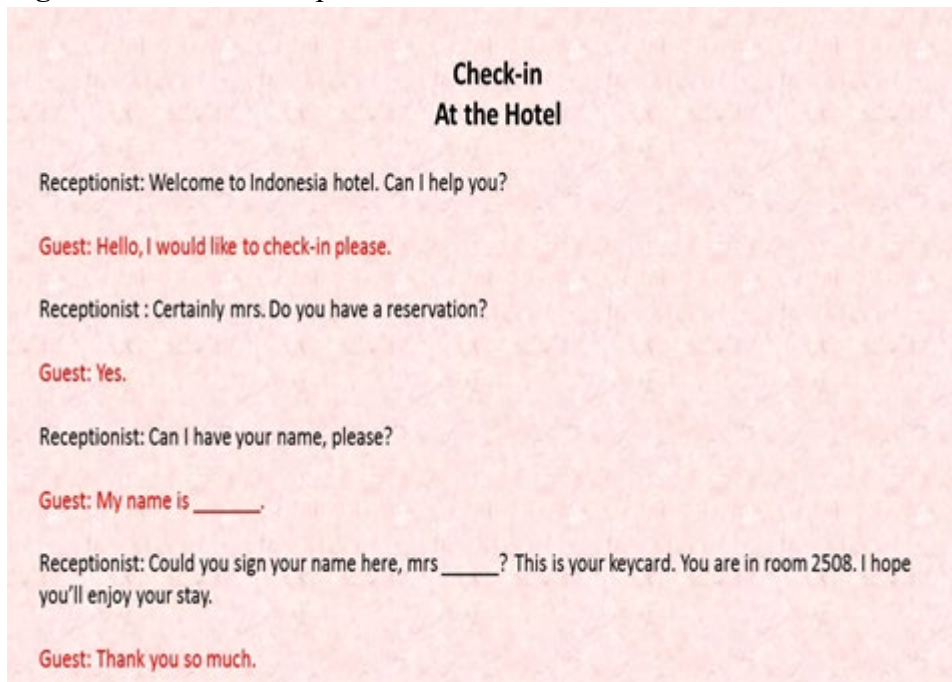 Check-in
At the Hotel
Receptionist: Welcome to Indonesia hotel. Can I help you?
Guest: Hello, I would like to check-in please.
Receptionist : Certainly mrs. Do you have a reservation?
Guest: Yes.
Receptionist: Can I have your name, please?
Guest: My name is _______.
Receptionist: Could you sign your name here, mrs ______? This is your keycard. You are in room 2508. I hope
you'll enjoy your stay.
Guest: Thank you so much.